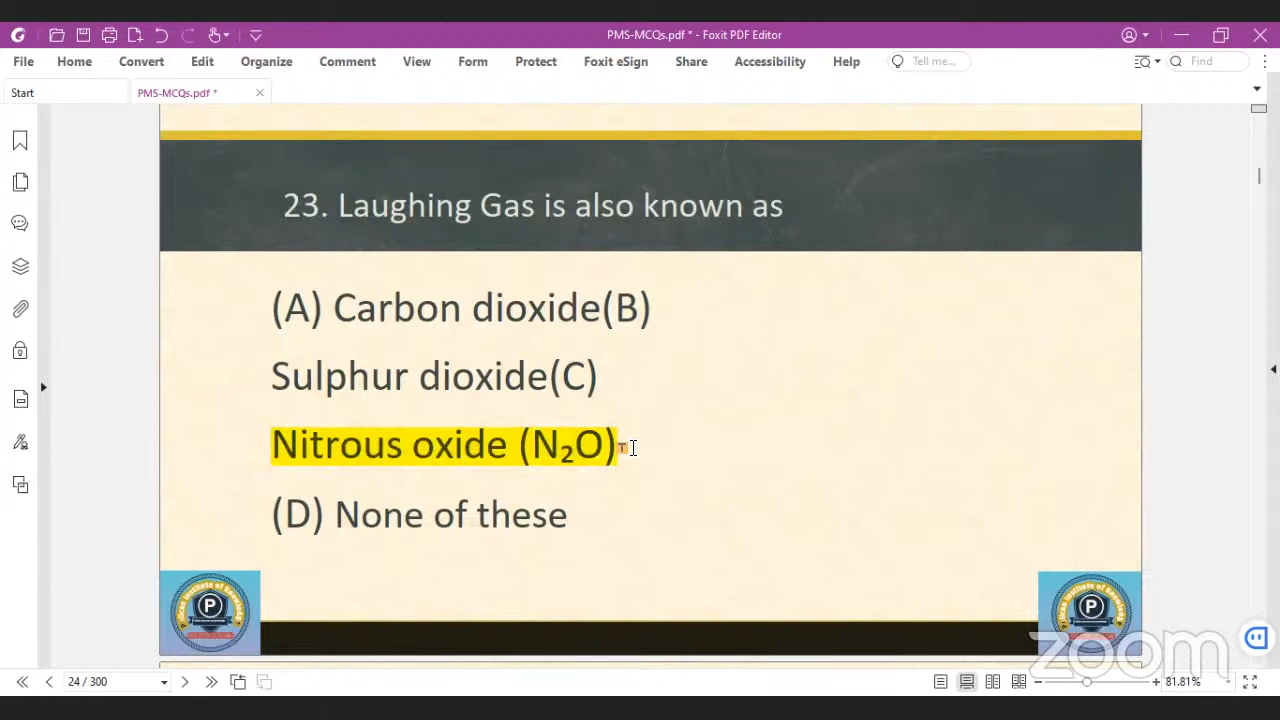 PMS-MCQs.pdf * - Foxit PDF Editor
File Home Convert Edit Organize Comment View Form Protect Foxit eSign Share Accessibility Help Tell me... Find
Start PMS-MCQs.pdf *
23. Laughing Gas is also known as
(A) Carbon dioxide(B)
Sulphur dioxide(C)
Nitrous oxide (N₂O)
(D) None of these
P
P
zoom
24 / 300 81.81%